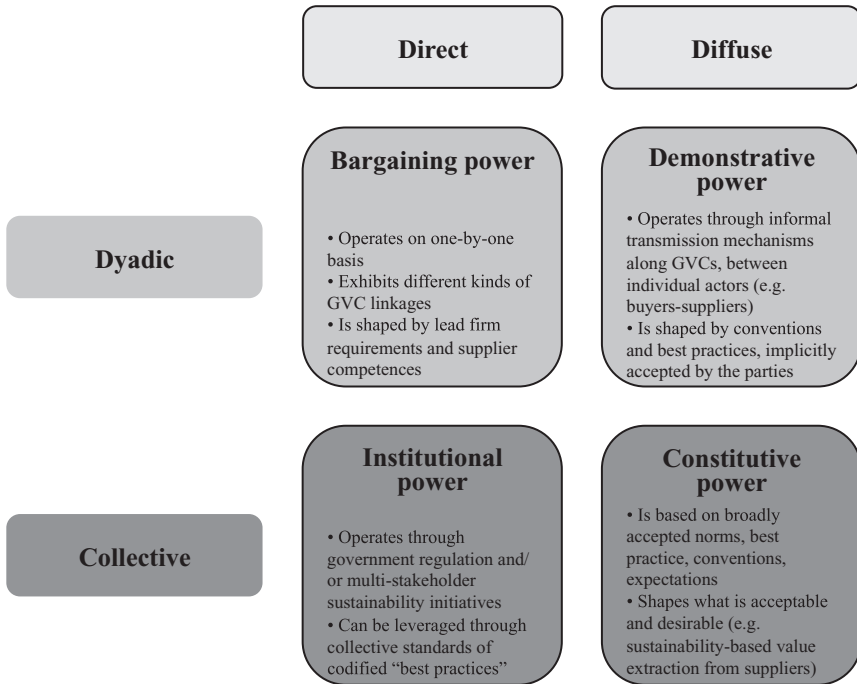 Direct
Diffuse
Dyadic
Bargaining power
• Operates on one-by-one
basis
• Exhibits different kinds of
GVC linkages
• Is shaped by lead firm
requirements and supplier
competences
Demonstrative
power
• Operates through informal
transmission mechanisms
along GVCs, between
individual actors (e.g.
buyers-suppliers)
• Is shaped by conventions
and best practices, implicitly
accepted by the parties
Collective
Institutional
power
• Operates through
government regulation and/
or multi-stakeholder
sustainability initiatives
• Can be leveraged through
collective standards of
codified “best practices”
Constitutive
power
• Is based on broadly
accepted norms, best
practice, conventions,
expectations
• Shapes what is acceptable
and desirable (e.g.
sustainability-based value
extraction from suppliers)